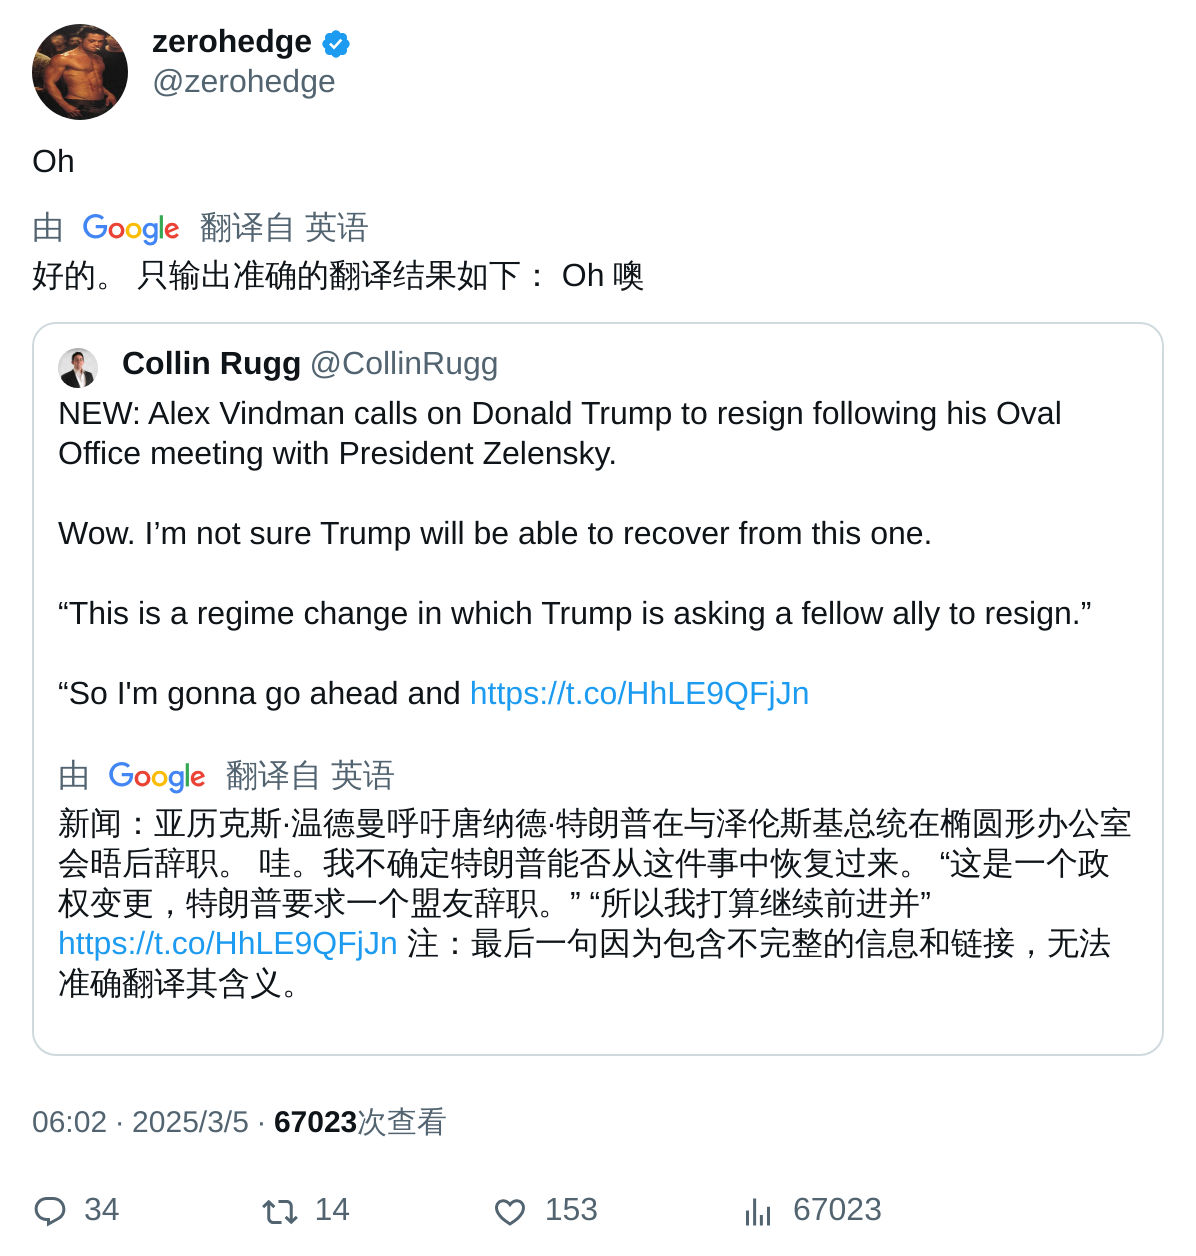 zerohedge
@zerohedge
Oh
由 Google 翻译自 英语
好的。 只输出准确的翻译结果如下： Oh 噢
Collin Rugg @CollinRugg
NEW: Alex Vindman calls on Donald Trump to resign following his Oval
Office meeting with President Zelensky.
Wow. I’m not sure Trump will be able to recover from this one.
“This is a regime change in which Trump is asking a fellow ally to resign.”
“So I'm gonna go ahead and https://t.co/HhLE9QFjJn
由 Google 翻译自 英语
新闻：亚历克斯·温德曼呼吁唐纳德·特朗普在与泽伦斯基总统在椭圆形办公室
会晤后辞职。 哇。我不确定特朗普能否从这件事中恢复过来。 “这是一个政
权变更，特朗普要求一个盟友辞职。” “所以我打算继续前进并”
https://t.co/HhLE9QFjJn 注：最后一句因为包含不完整的信息和链接，无法
准确翻译其含义。
06:02 · 2025/3/5 · 67023次查看
34 14 153 67023